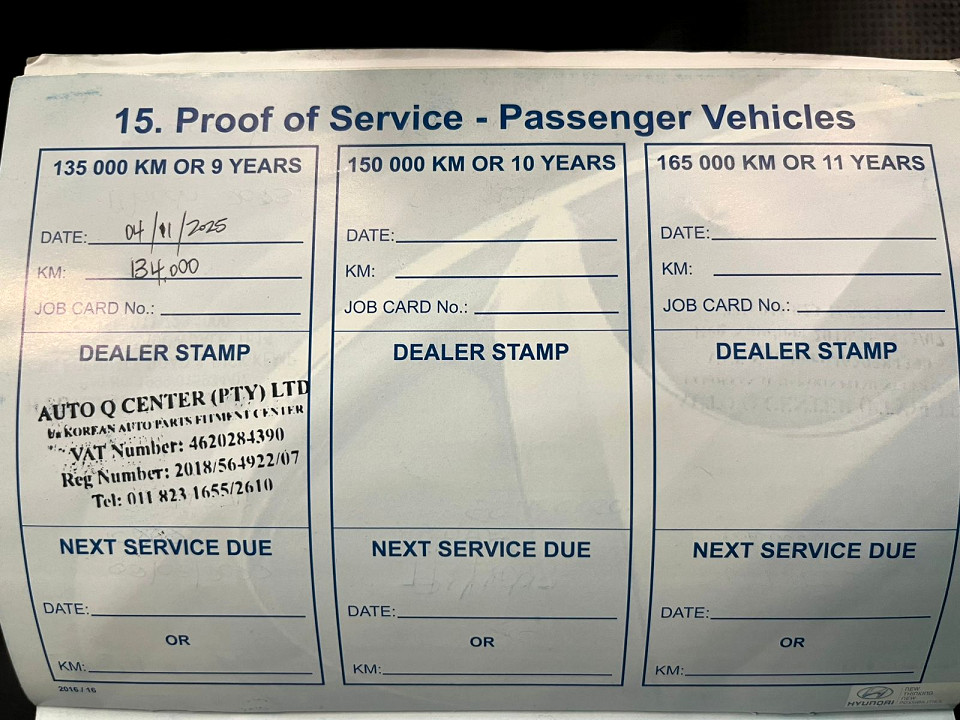 15. Proof of Service - Passenger Vehicles
135 000 KM OR 9 YEARS
DATE: 04/11/2025
KM: 134,000
JOB CARD No.:
DEALER STAMP
AUTO Q CENTER (PTY) LTD
KOREAN AUTO PARTS FITMENT CENTER
VAT Number: 4620284390
Reg Number: 2018/564922/07
Tel: 011 823 1655/2610
NEXT SERVICE DUE
DATE:
OR
KM:
150 000 KM OR 10 YEARS
DATE:
KM:
JOB CARD No.:
DEALER STAMP
NEXT SERVICE DUE
DATE:
OR
KM:
165 000 KM OR 11 YEARS
DATE:
KM:
JOB CARD No.:
DEALER STAMP
NEXT SERVICE DUE
DATE:
OR
KM:
2016 / 16
HYUNDAI
NEW
THINKING.
NEW
POSSIBILITIES.